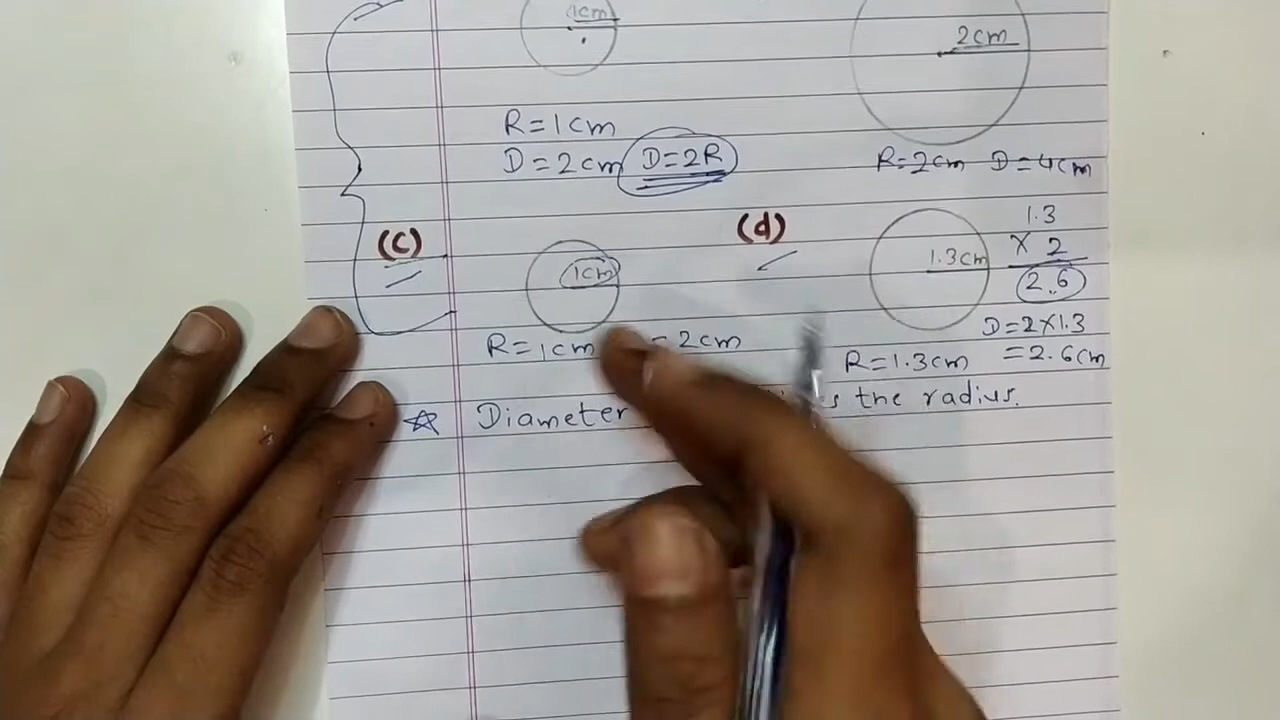 1cm
2cm
R=1cm
D=2cm D=2R
R=2cm D=4cm
(c)
1cm
R=1cm = 2cm
(d)
1.3cm
1.3
× 2
2.6
D=2×1.3
R=1.3cm =2.6cm
☆ Diameter the radius.